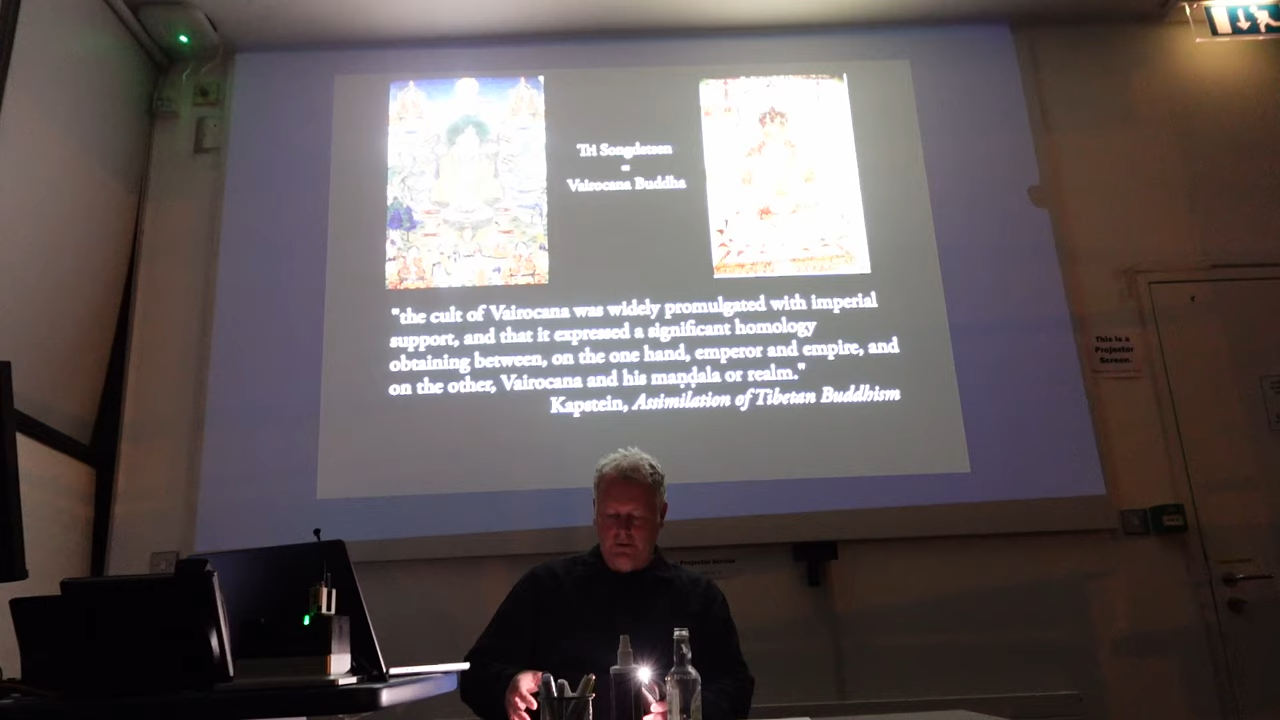 Tri Songdetsen
=
Vairocana Buddha
"the cult of Vairocana was widely promulgated with imperial
support, and that it expressed a significant homology
obtaining between, on the one hand, emperor and empire, and
on the other, Vairocana and his maṇḍala or realm."
Kapstein, Assimilation of Tibetan Buddhism
This is a
Projector
Screen.
Projector Screen